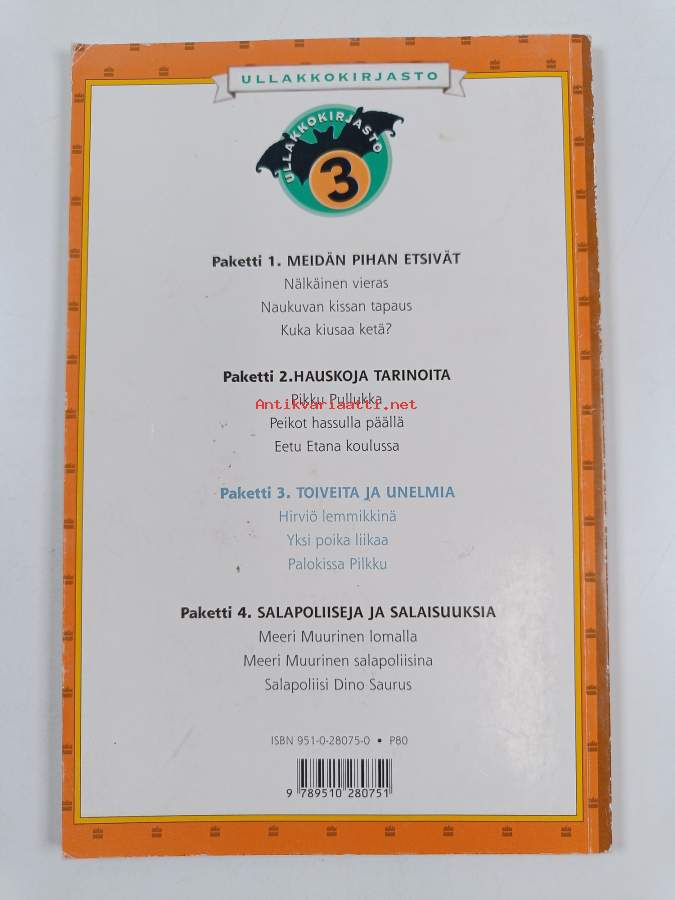 ULLAKKOKIRJASTO
ULLAKKOKIRJASTO
3
Paketti 1. MEIDÄN PIHAN ETSIVÄT
Nälkäinen vieras
Naukuvan kissan tapaus
Kuka kiusaa ketä?
Paketti 2.HAUSKOJA TARINOITA
Pikku Pullukka
Antikvariaatti.net
Peikot hassulla päällä
Eetu Etana koulussa
Paketti 3. TOIVEITA JA UNELMIA
Hirviö lemmikkinä
Yksi poika liikaa
Palokissa Pilkku
Paketti 4. SALAPOLIISEJA JA SALAISUUKSIA
Meeri Muurinen lomalla
Meeri Muurinen salapoliisina
Salapoliisi Dino Saurus
ISBN 951-0-28075-0 • P80
9 789510 280751